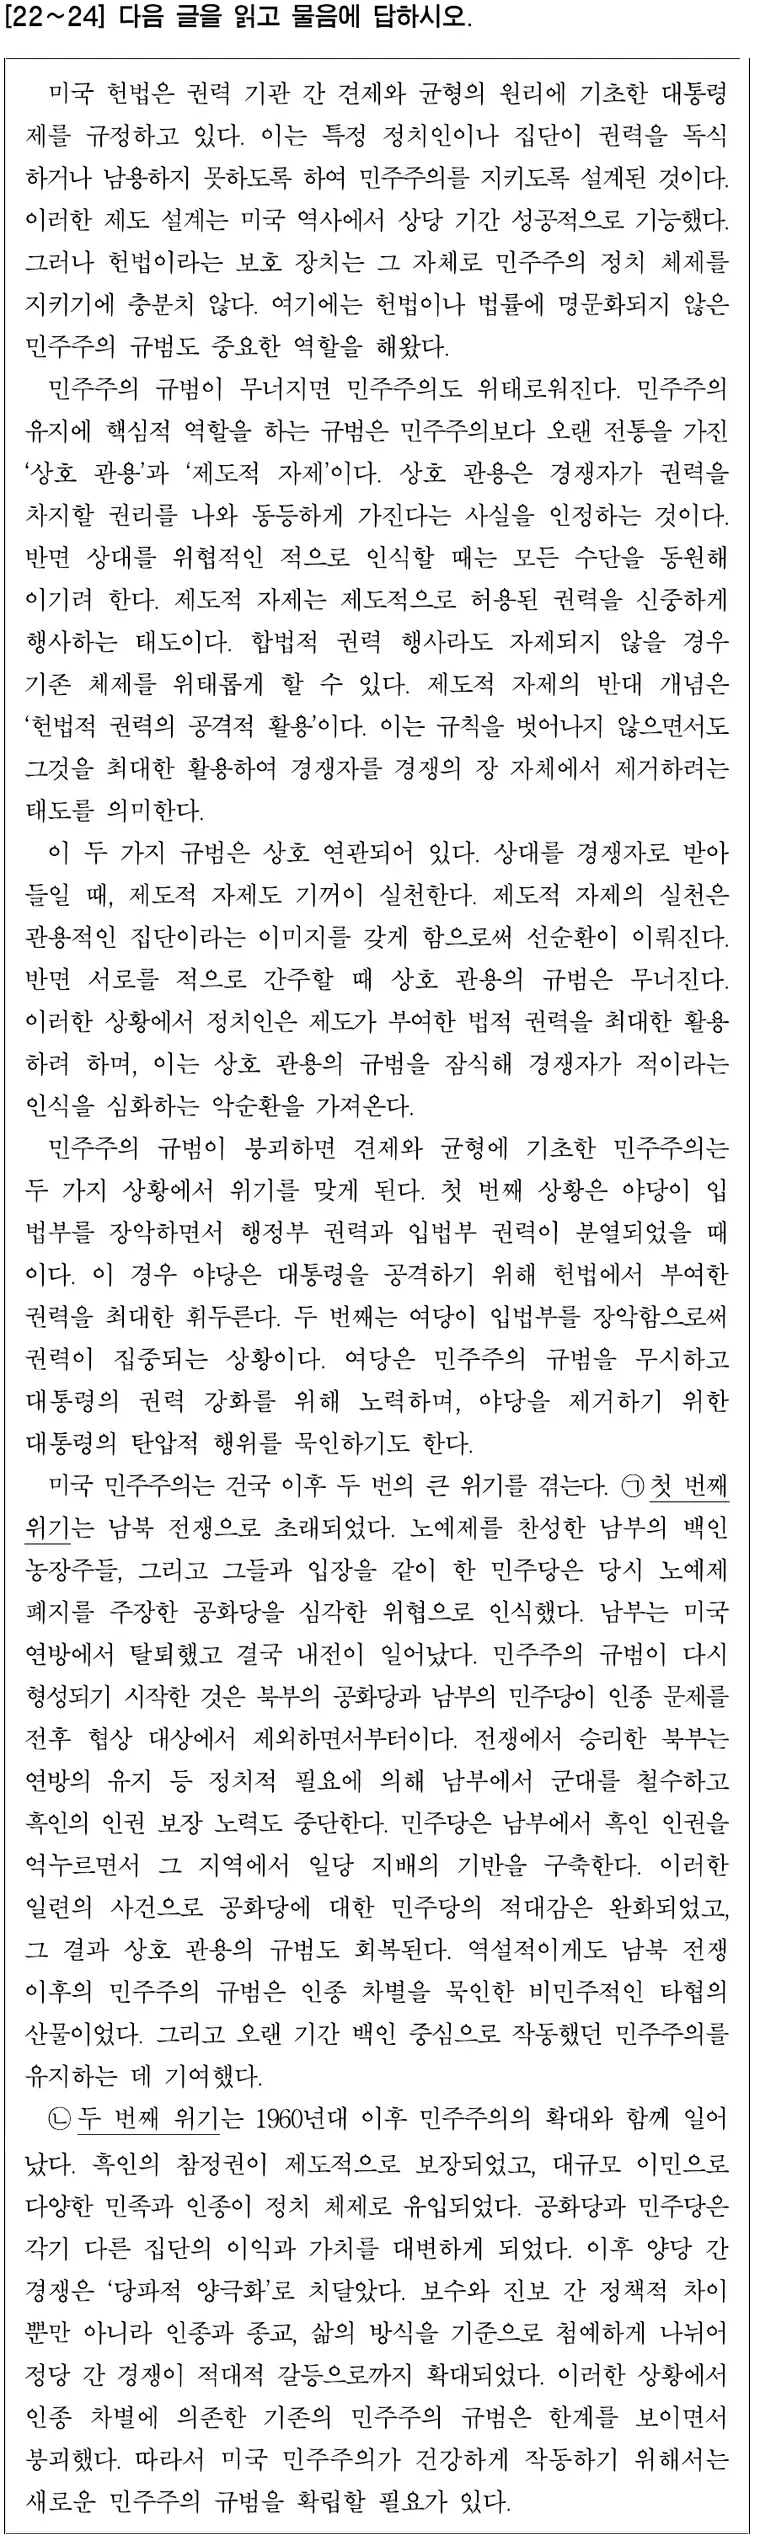 [22～24] 다음 글을 읽고 물음에 답하시오.
미국 헌법은 권력 기관 간 견제와 균형의 원리에 기초한 대통령
제를 규정하고 있다. 이는 특정 정치인이나 집단이 권력을 독식
하거나 남용하지 못하도록 하여 민주주의를 지키도록 설계된 것이다.
이러한 제도 설계는 미국 역사에서 상당 기간 성공적으로 기능했다.
그러나 헌법이라는 보호 장치는 그 자체로 민주주의 정치 체제를
지키기에 충분치 않다. 여기에는 헌법이나 법률에 명문화되지 않은
민주주의 규범도 중요한 역할을 해왔다.
민주주의 규범이 무너지면 민주주의도 위태로워진다. 민주주의
유지에 핵심적 역할을 하는 규범은 민주주의보다 오랜 전통을 가진
‘상호 관용’과 ‘제도적 자제’이다. 상호 관용은 경쟁자가 권력을
차지할 권리를 나와 동등하게 가진다는 사실을 인정하는 것이다.
반면 상대를 위협적인 적으로 인식할 때는 모든 수단을 동원해
이기려 한다. 제도적 자제는 제도적으로 허용된 권력을 신중하게
행사하는 태도이다. 합법적 권력 행사라도 자제되지 않을 경우
기존 체제를 위태롭게 할 수 있다. 제도적 자제의 반대 개념은
‘헌법적 권력의 공격적 활용’이다. 이는 규칙을 벗어나지 않으면서도
그것을 최대한 활용하여 경쟁자를 경쟁의 장 자체에서 제거하려는
태도를 의미한다.
이 두 가지 규범은 상호 연관되어 있다. 상대를 경쟁자로 받아
들일 때, 제도적 자제도 기꺼이 실천한다. 제도적 자제의 실천은
관용적인 집단이라는 이미지를 갖게 함으로써 선순환이 이뤄진다.
반면 서로를 적으로 간주할 때 상호 관용의 규범은 무너진다.
이러한 상황에서 정치인은 제도가 부여한 법적 권력을 최대한 활용
하려 하며, 이는 상호 관용의 규범을 잠식해 경쟁자가 적이라는
인식을 심화하는 악순환을 가져온다.
민주주의 규범이 붕괴하면 견제와 균형에 기초한 민주주의는
두 가지 상황에서 위기를 맞게 된다. 첫 번째 상황은 야당이 입
법부를 장악하면서 행정부 권력과 입법부 권력이 분열되었을 때
이다. 이 경우 야당은 대통령을 공격하기 위해 헌법에서 부여한
권력을 최대한 휘두른다. 두 번째는 여당이 입법부를 장악함으로써
권력이 집중되는 상황이다. 여당은 민주주의 규범을 무시하고
대통령의 권력 강화를 위해 노력하며, 야당을 제거하기 위한
대통령의 탄압적 행위를 묵인하기도 한다.
미국 민주주의는 건국 이후 두 번의 큰 위기를 겪는다. ㉠첫 번째
위기는 남북 전쟁으로 초래되었다. 노예제를 찬성한 남부의 백인
농장주들, 그리고 그들과 입장을 같이 한 민주당은 당시 노예제
폐지를 주장한 공화당을 심각한 위협으로 인식했다. 남부는 미국
연방에서 탈퇴했고 결국 내전이 일어났다. 민주주의 규범이 다시
형성되기 시작한 것은 북부의 공화당과 남부의 민주당이 인종 문제를
전후 협상 대상에서 제외하면서부터이다. 전쟁에서 승리한 북부는
연방의 유지 등 정치적 필요에 의해 남부에서 군대를 철수하고
흑인의 인권 보장 노력도 중단한다. 민주당은 남부에서 흑인 인권을
억누르면서 그 지역에서 일당 지배의 기반을 구축한다. 이러한
일련의 사건으로 공화당에 대한 민주당의 적대감은 완화되었고,
그 결과 상호 관용의 규범도 회복된다. 역설적이게도 남북 전쟁
이후의 민주주의 규범은 인종 차별을 묵인한 비민주적인 타협의
산물이었다. 그리고 오랜 기간 백인 중심으로 작동했던 민주주의를
유지하는 데 기여했다.
㉡두 번째 위기는 1960년대 이후 민주주의의 확대와 함께 일어
났다. 흑인의 참정권이 제도적으로 보장되었고, 대규모 이민으로
다양한 민족과 인종이 정치 체제로 유입되었다. 공화당과 민주당은
각기 다른 집단의 이익과 가치를 대변하게 되었다. 이후 양당 간
경쟁은 ‘당파적 양극화’로 치달았다. 보수와 진보 간 정책적 차이
뿐만 아니라 인종과 종교, 삶의 방식을 기준으로 첨예하게 나뉘어
정당 간 경쟁이 적대적 갈등으로까지 확대되었다. 이러한 상황에서
인종 차별에 의존한 기존의 민주주의 규범은 한계를 보이면서
붕괴했다. 따라서 미국 민주주의가 건강하게 작동하기 위해서는
새로운 민주주의 규범을 확립할 필요가 있다.